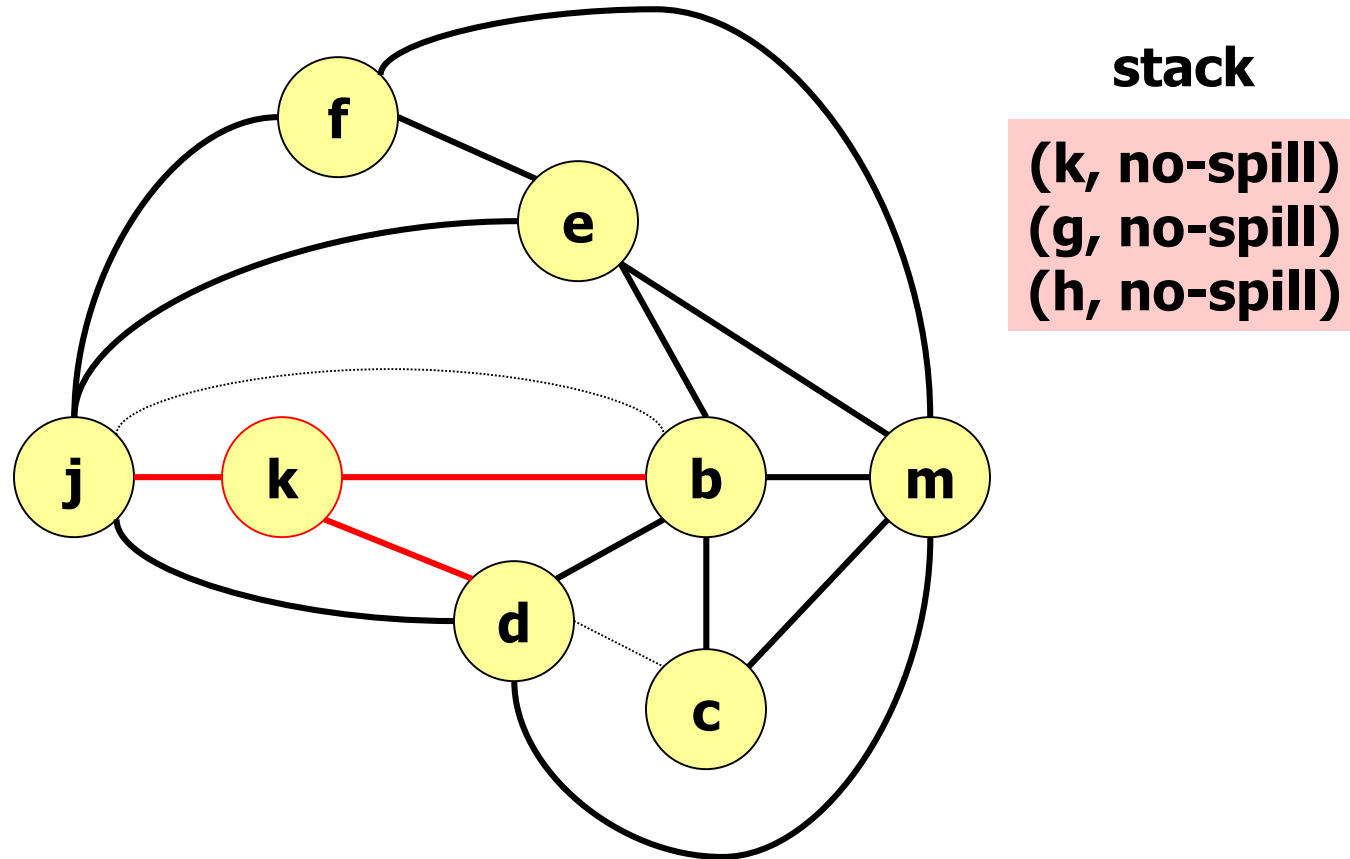 f
e
j
k
b
m
d
c
stack
(k, no-spill)
(g, no-spill)
(h, no-spill)